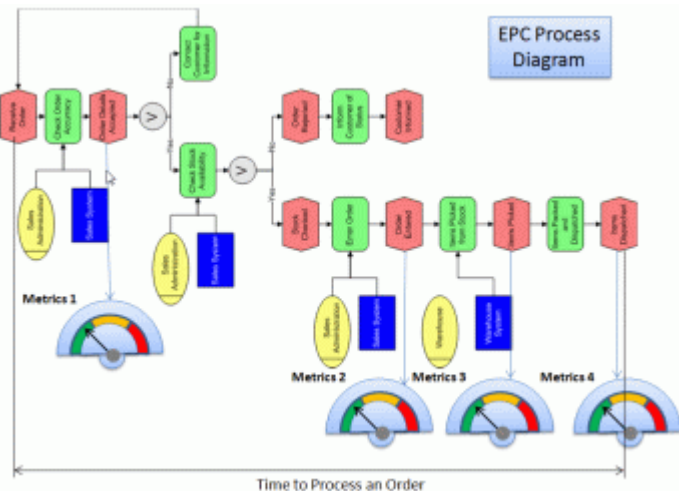 EPC Process
Diagram
Contact
Customer for
Information
Receive
Order
Check Order
Accuracy
Order Details
Accepted
No
Yes
Check Stock
Availability
No
Yes
Order
Rejected
Inform
Customer of
Status
Customer
Informed
Stock
Checked
Enter Order
Order
Entered
Items Picked
from Stock
Items Picked
Items Packed
and
Dispatched
Items
Dispatched
Sales
Administration
Sales System
Sales
Administration
Sales System
Sales
Administration
Sales System
Warehouse
Warehouse
System
Metrics 1
Metrics 2
Metrics 3
Metrics 4
Time to Process an Order